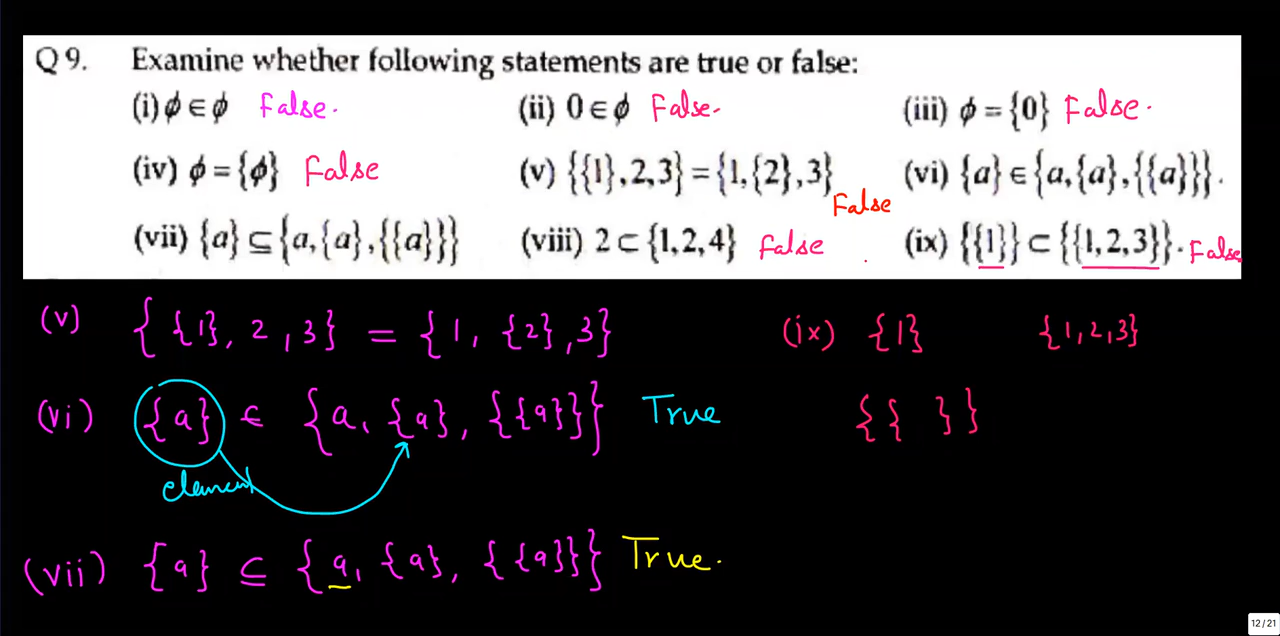 Q 9. Examine whether following statements are true or false:
(i) ϕ ∈ ϕ False. (ii) 0 ∈ ϕ False. (iii) ϕ = {0} False.
(iv) ϕ = {ϕ} False (v) {{1},2,3} = {1,{2},3} False (vi) {a} ∈ {a,{a},{{a}}}.
(vii) {a} ⊆ {a,{a},{{a}}} (viii) 2 ⊂ {1,2,4} False (ix) {{1}} ⊂ {{1,2,3}}. False
(v) { {1}, 2, 3} = {1, {2}, 3} (ix) {1} {1,2,3}
(vi) {a} ∈ {a, {a}, {{a}}} True {{ }}
element
(vii) {a} ⊆ {a, {a}, {{a}}} True.
12/21